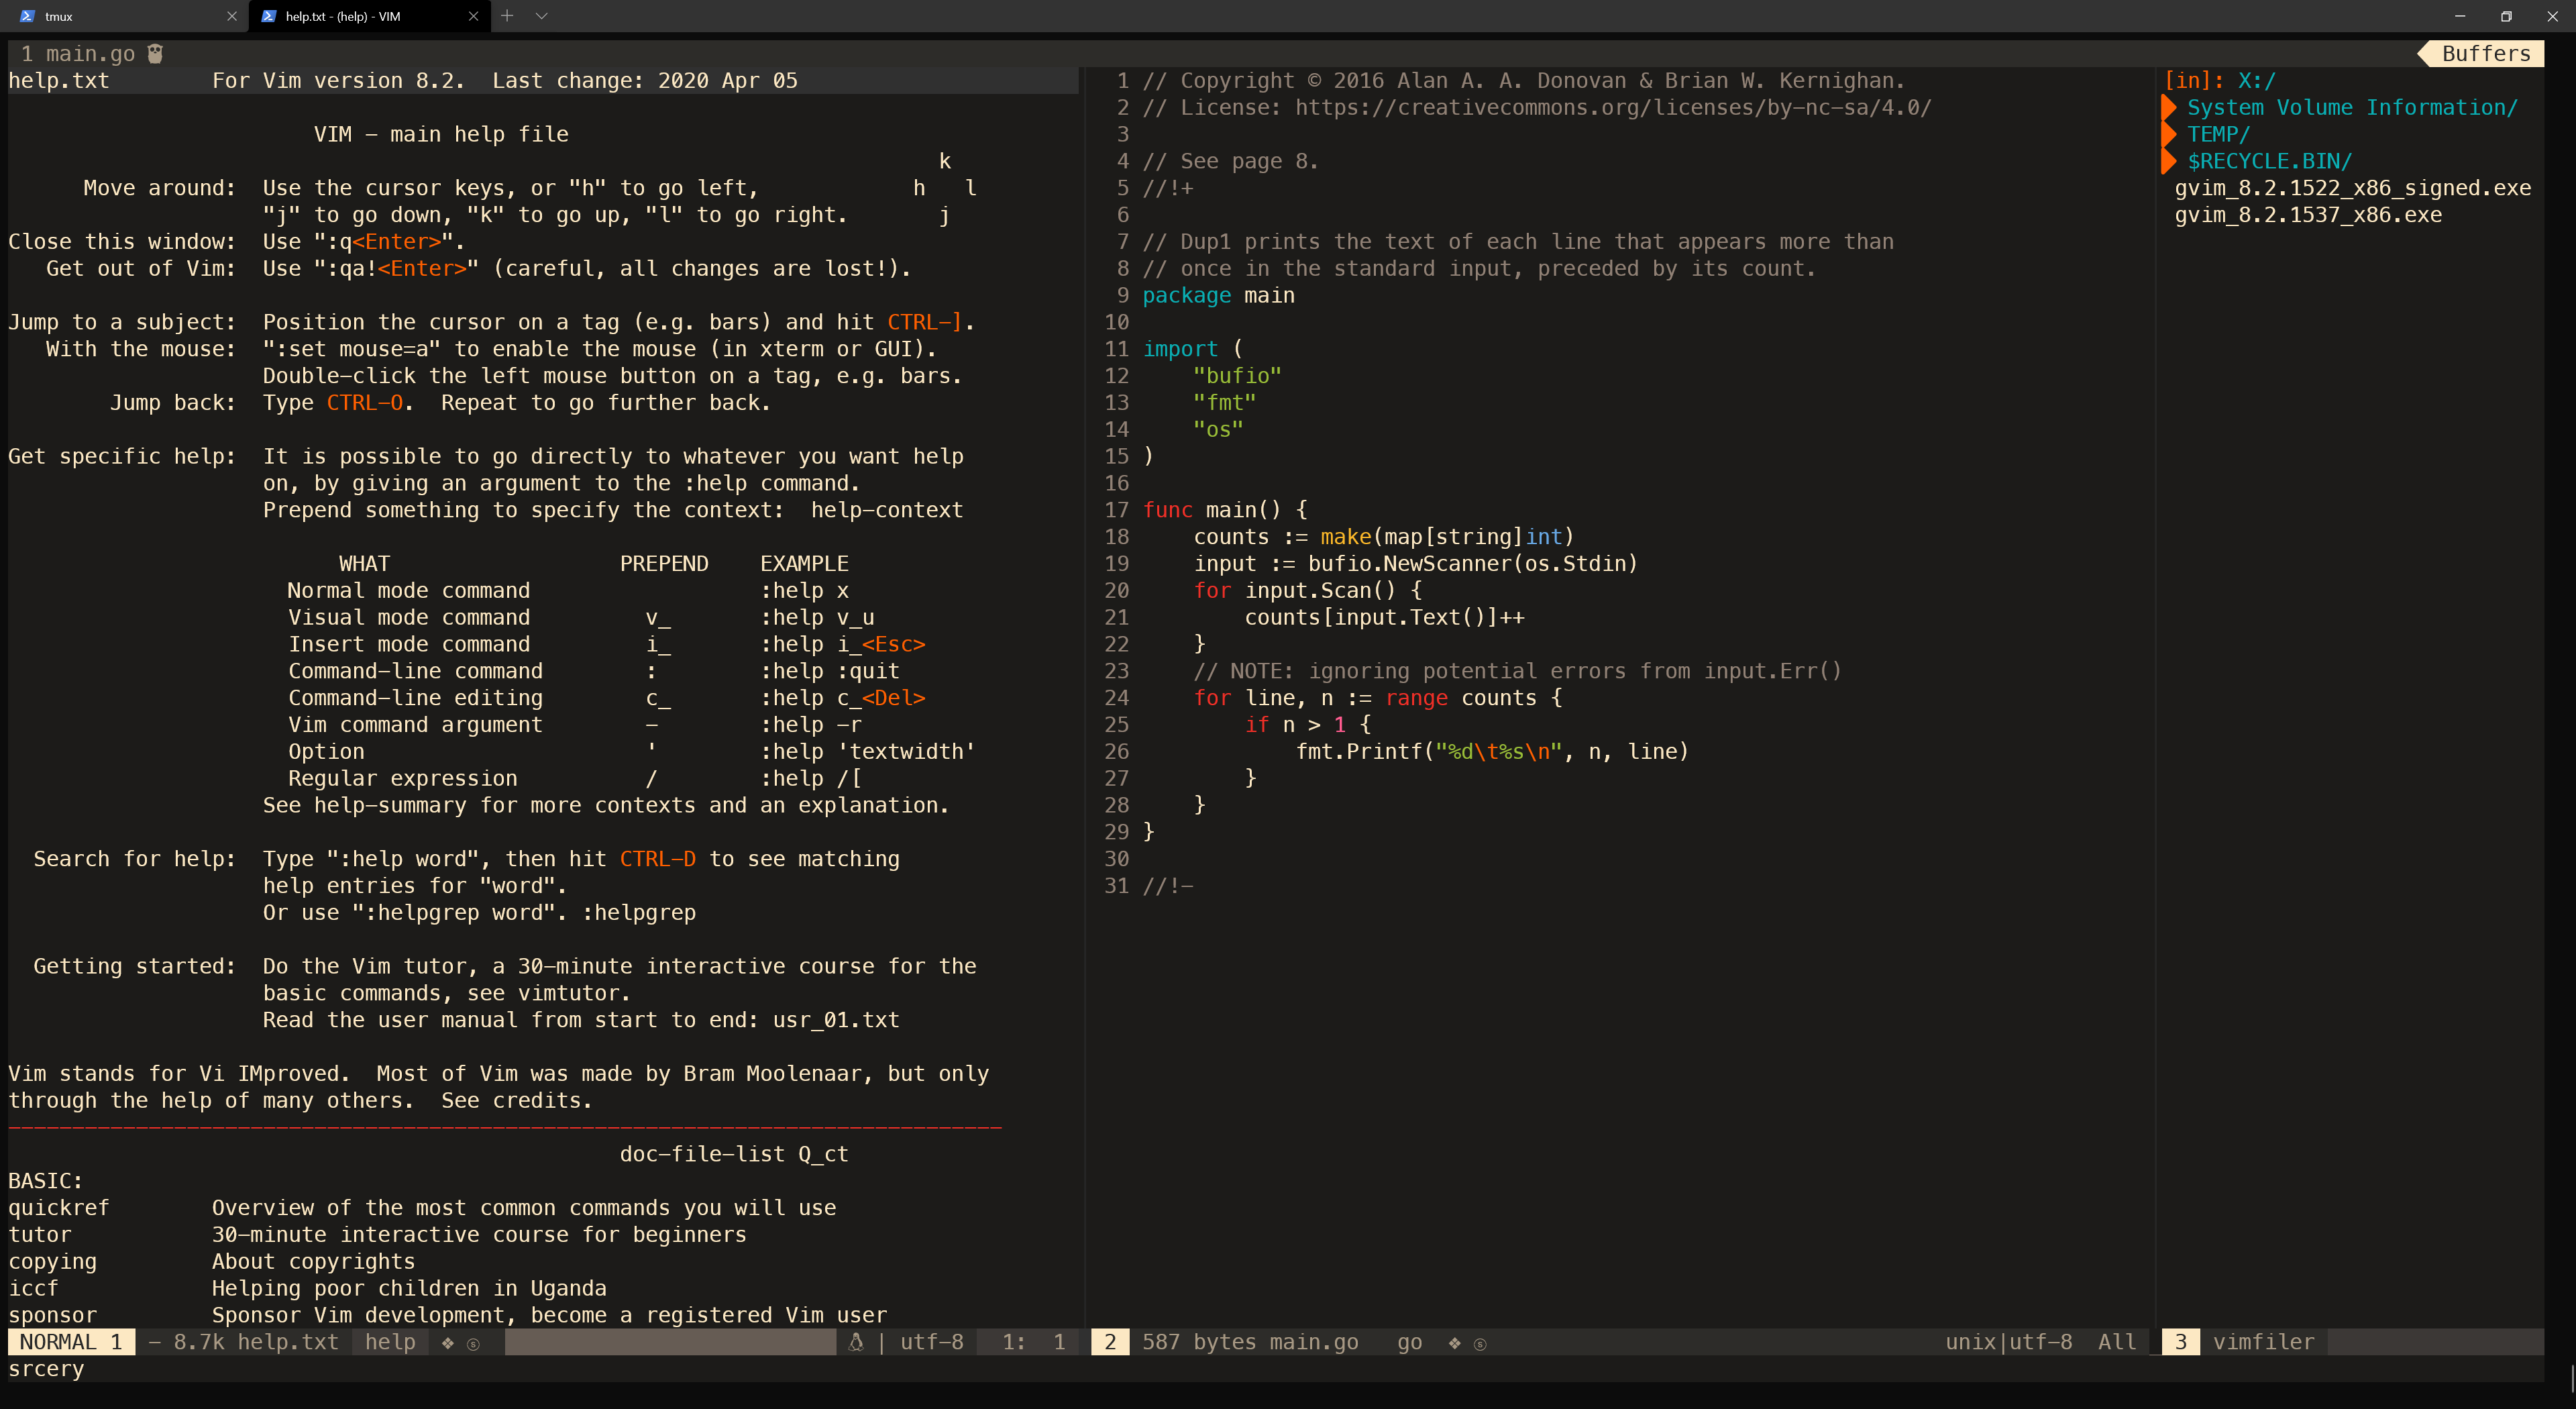 tmux
help.txt - (help) - VIM
1 main.go
Buffers
help.txt        For Vim version 8.2.  Last change: 2020 Apr 05
VIM - main help file
k
Move around:  Use the cursor keys, or "h" to go left,            h   l
"j" to go down, "k" to go up, "l" to go right.       j
Close this window:  Use ":q<Enter>".
Get out of Vim:  Use ":qa!<Enter>" (careful, all changes are lost!).
Jump to a subject:  Position the cursor on a tag (e.g. bars) and hit CTRL-].
With the mouse:  ":set mouse=a" to enable the mouse (in xterm or GUI).
Double-click the left mouse button on a tag, e.g. bars.
Jump back:  Type CTRL-O.  Repeat to go further back.
Get specific help:  It is possible to go directly to whatever you want help
on, by giving an argument to the :help command.
Prepend something to specify the context:  help-context
WHAT                  PREPEND    EXAMPLE
Normal mode command                  :help x
Visual mode command         v_       :help v_u
Insert mode command         i_       :help i_<Esc>
Command-line command        :        :help :quit
Command-line editing        c_       :help c_<Del>
Vim command argument        -        :help -r
Option                      '        :help 'textwidth'
Regular expression          /        :help /[
See help-summary for more contexts and an explanation.
Search for help:  Type ":help word", then hit CTRL-D to see matching
help entries for "word".
Or use ":helpgrep word". :helpgrep
Getting started:  Do the Vim tutor, a 30-minute interactive course for the
basic commands, see vimtutor.
Read the user manual from start to end: usr_01.txt
Vim stands for Vi IMproved.  Most of Vim was made by Bram Moolenaar, but only
through the help of many others.  See credits.
------------------------------------------------------------------------------
doc-file-list Q_ct
BASIC:
quickref        Overview of the most common commands you will use
tutor           30-minute interactive course for beginners
copying         About copyrights
iccf            Helping poor children in Uganda
sponsor         Sponsor Vim development, become a registered Vim user
1 // Copyright © 2016 Alan A. A. Donovan & Brian W. Kernighan.
2 // License: https://creativecommons.org/licenses/by-nc-sa/4.0/
3
4 // See page 8.
5 //!+
6
7 // Dup1 prints the text of each line that appears more than
8 // once in the standard input, preceded by its count.
9 package main
10
11 import (
12     "bufio"
13     "fmt"
14     "os"
15 )
16
17 func main() {
18     counts := make(map[string]int)
19     input := bufio.NewScanner(os.Stdin)
20     for input.Scan() {
21         counts[input.Text()]++
22     }
23     // NOTE: ignoring potential errors from input.Err()
24     for line, n := range counts {
25         if n > 1 {
26             fmt.Printf("%d\t%s\n", n, line)
27         }
28     }
29 }
30
31 //!-
[in]: X:/
System Volume Information/
TEMP/
$RECYCLE.BIN/
gvim_8.2.1522_x86_signed.exe
gvim_8.2.1537_x86.exe
NORMAL 1  - 8.7k help.txt  help  ❖ ⓢ  | utf-8  1:  1
2  587 bytes main.go   go  ❖ ⓢ  unix|utf-8  All
3  vimfiler
srcery